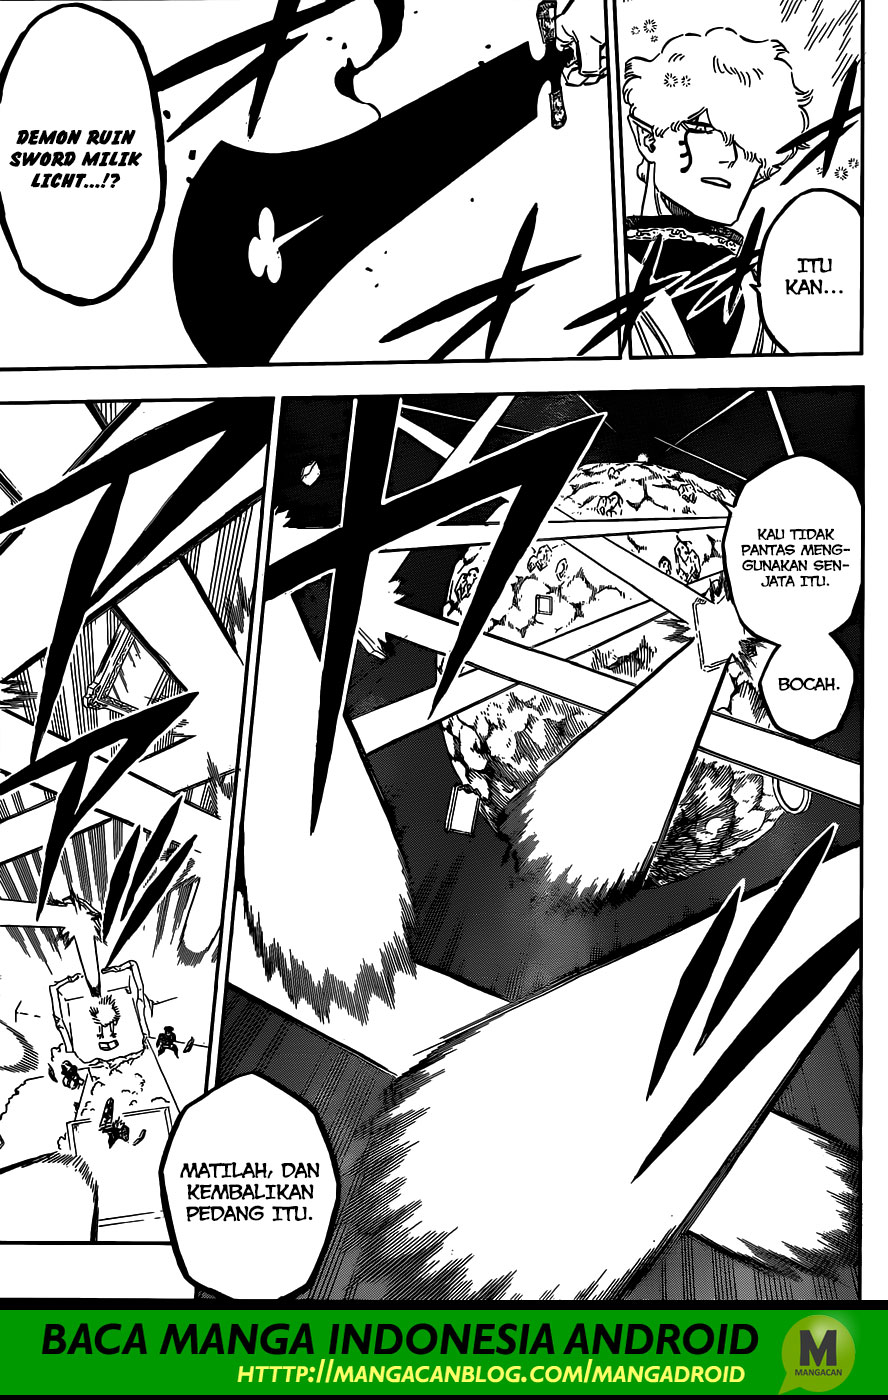 ITU
KAN...
DEMON RUIN
SWORD MILIK
LICHT...!?
KAU TIDAK
PANTAS MENG-
GUNAKAN SEN-
JATA ITU.
BOCAH.
MATILAH, DAN
KEMBALIKAN
PEDANG ITU.
BACA MANGA INDONESIA ANDROID
HTTTP://MANGACANBLOG.COM/MANGADROID
M
MANGACAN